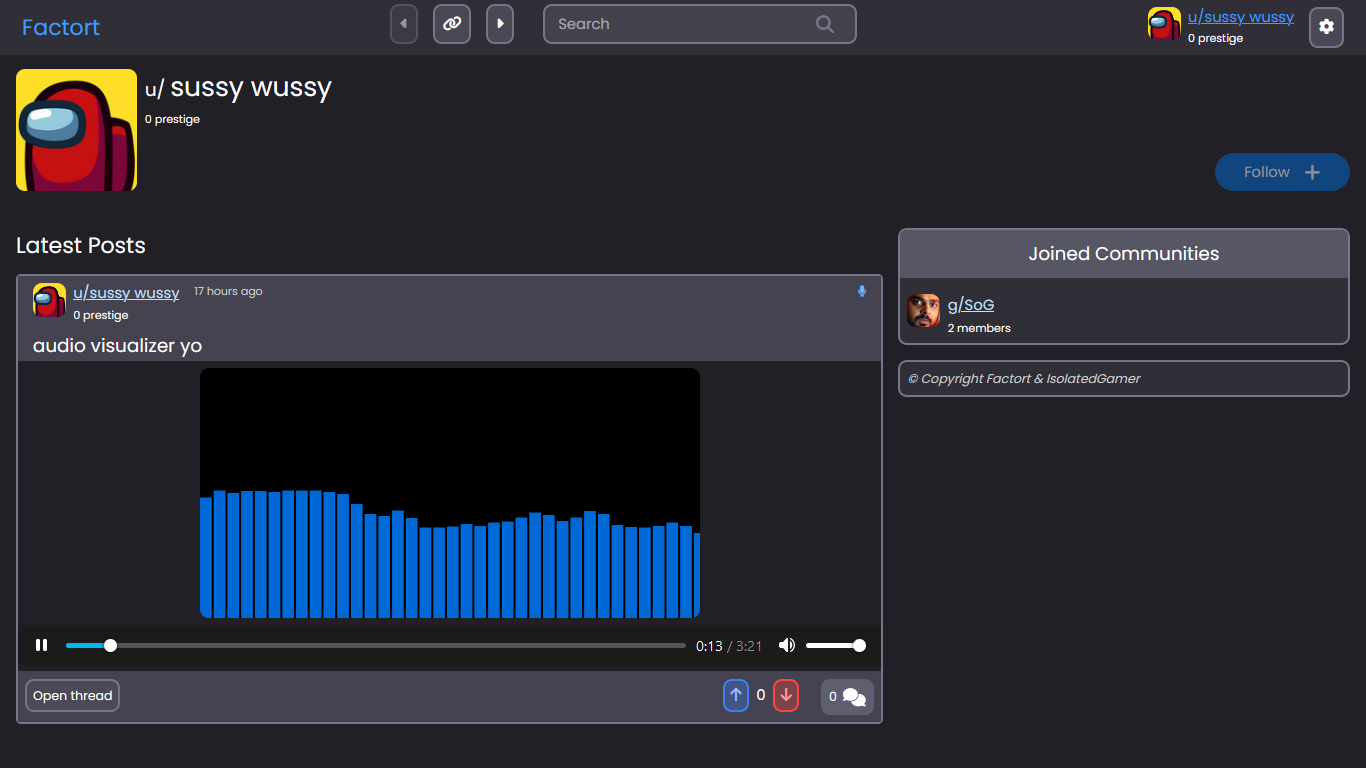 Factort
Search
u/sussy wussy
0 prestige
u/ sussy wussy
0 prestige
Follow
Latest Posts
u/sussy wussy 17 hours ago
0 prestige
audio visualizer yo
0:13 / 3:21
Open thread
0
0
Joined Communities
g/SoG
2 members
© Copyright Factort & IsolatedGamer